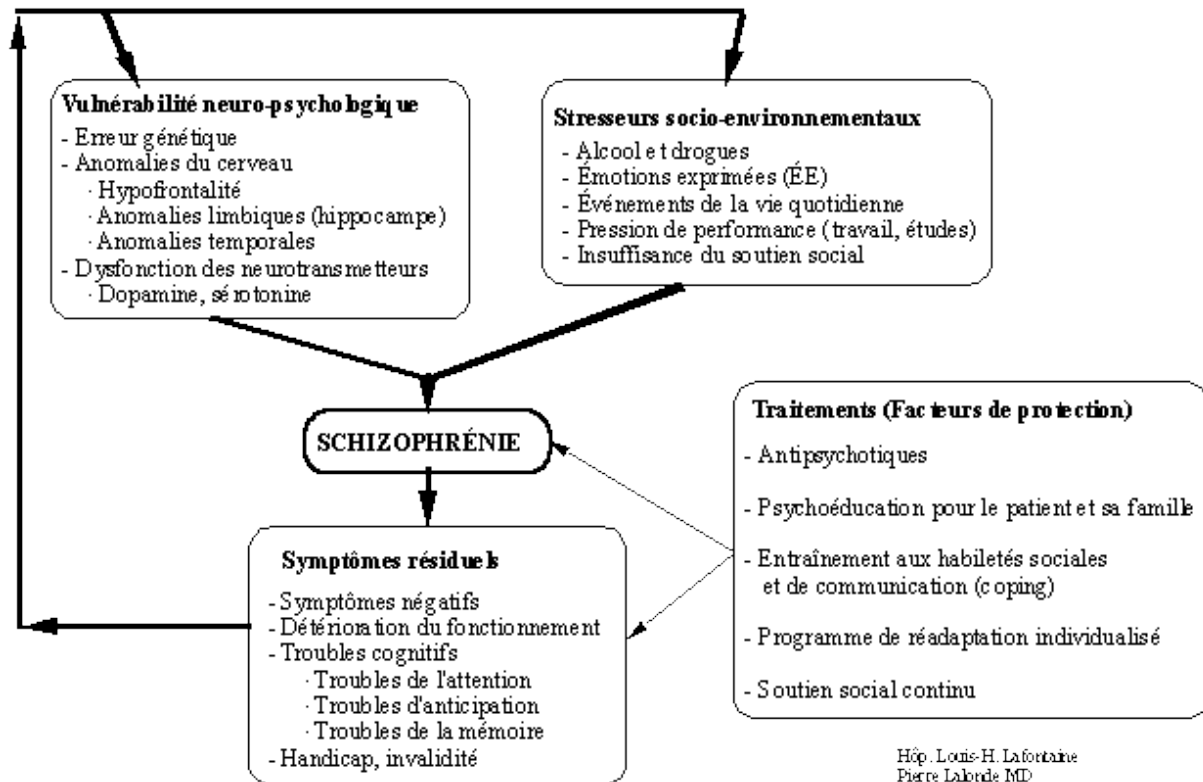 Vulnérabilité neuro-psychologique
- Erreur génétique
- Anomalies du cerveau
· Hypofrontalité
· Anomalies limbiques (hippocampe)
· Anomalies temporales
- Dysfonction des neurotransmetteurs
· Dopamine, sérotonine
Stresseurs socio-environnementaux
- Alcool et drogues
- Émotions exprimées (ÉE)
- Événements de la vie quotidienne
- Pression de performance (travail, études)
- Insuffisance du soutien social
SCHIZOPHRÉNIE
Symptômes résiduels
- Symptômes négatifs
- Détérioration du fonctionnement
- Troubles cognitifs
· Troubles de l'attention
· Troubles d'anticipation
· Troubles de la mémoire
- Handicap, invalidité
Traitements (Facteurs de protection)
- Antipsychotiques
- Psychoéducation pour le patient et sa famille
- Entraînement aux habiletés sociales
et de communication (coping)
- Programme de réadaptation individualisé
- Soutien social continu
Hôp. Louis-H. Lafontaine
Pierre Lalonde MD